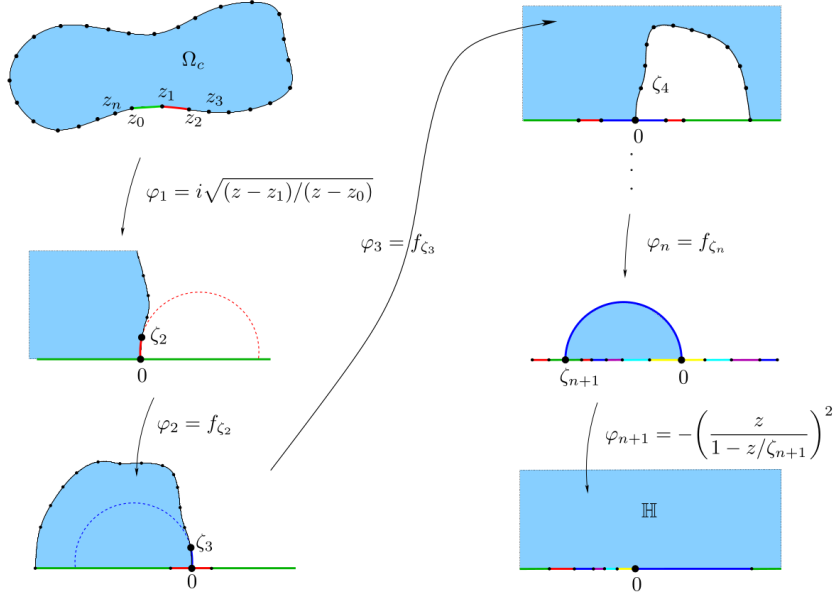 Ω_c
z_n z_0 z_1 z_2 z_3
φ_1 = i√((z − z_1)/(z − z_0))
ζ_2
0
φ_2 = f_{ζ_2}
ζ_3
0
φ_3 = f_{ζ_3}
ζ_4
0
φ_n = f_{ζ_n}
ζ_{n+1} 0
φ_{n+1} = −(z / (1 − z/ζ_{n+1}))^2
ℍ
0